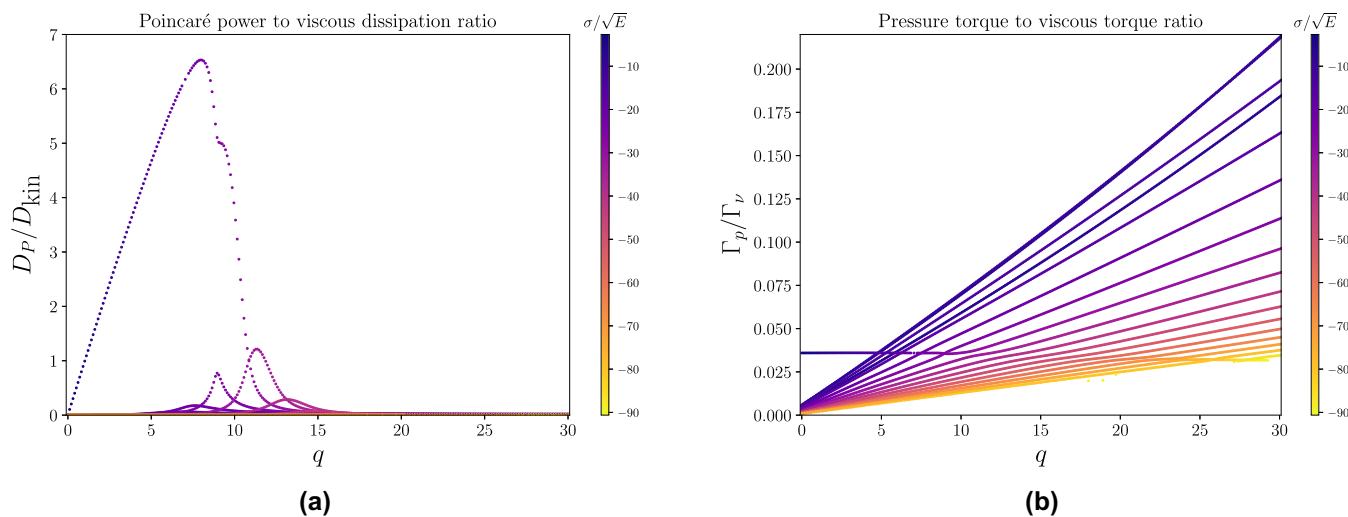 Poincaré power to viscous dissipation ratio
σ/√E
7
6
5
4
3
2
1
0
D_P/D_kin
0 5 10 15 20 25 30
q
−10
−20
−30
−40
−50
−60
−70
−80
−90
(a)
Pressure torque to viscous torque ratio
σ/√E
0.200
0.175
0.150
0.125
0.100
0.075
0.050
0.025
0.000
Γ_p/Γ_ν
0 5 10 15 20 25 30
q
−10
−20
−30
−40
−50
−60
−70
−80
−90
(b)